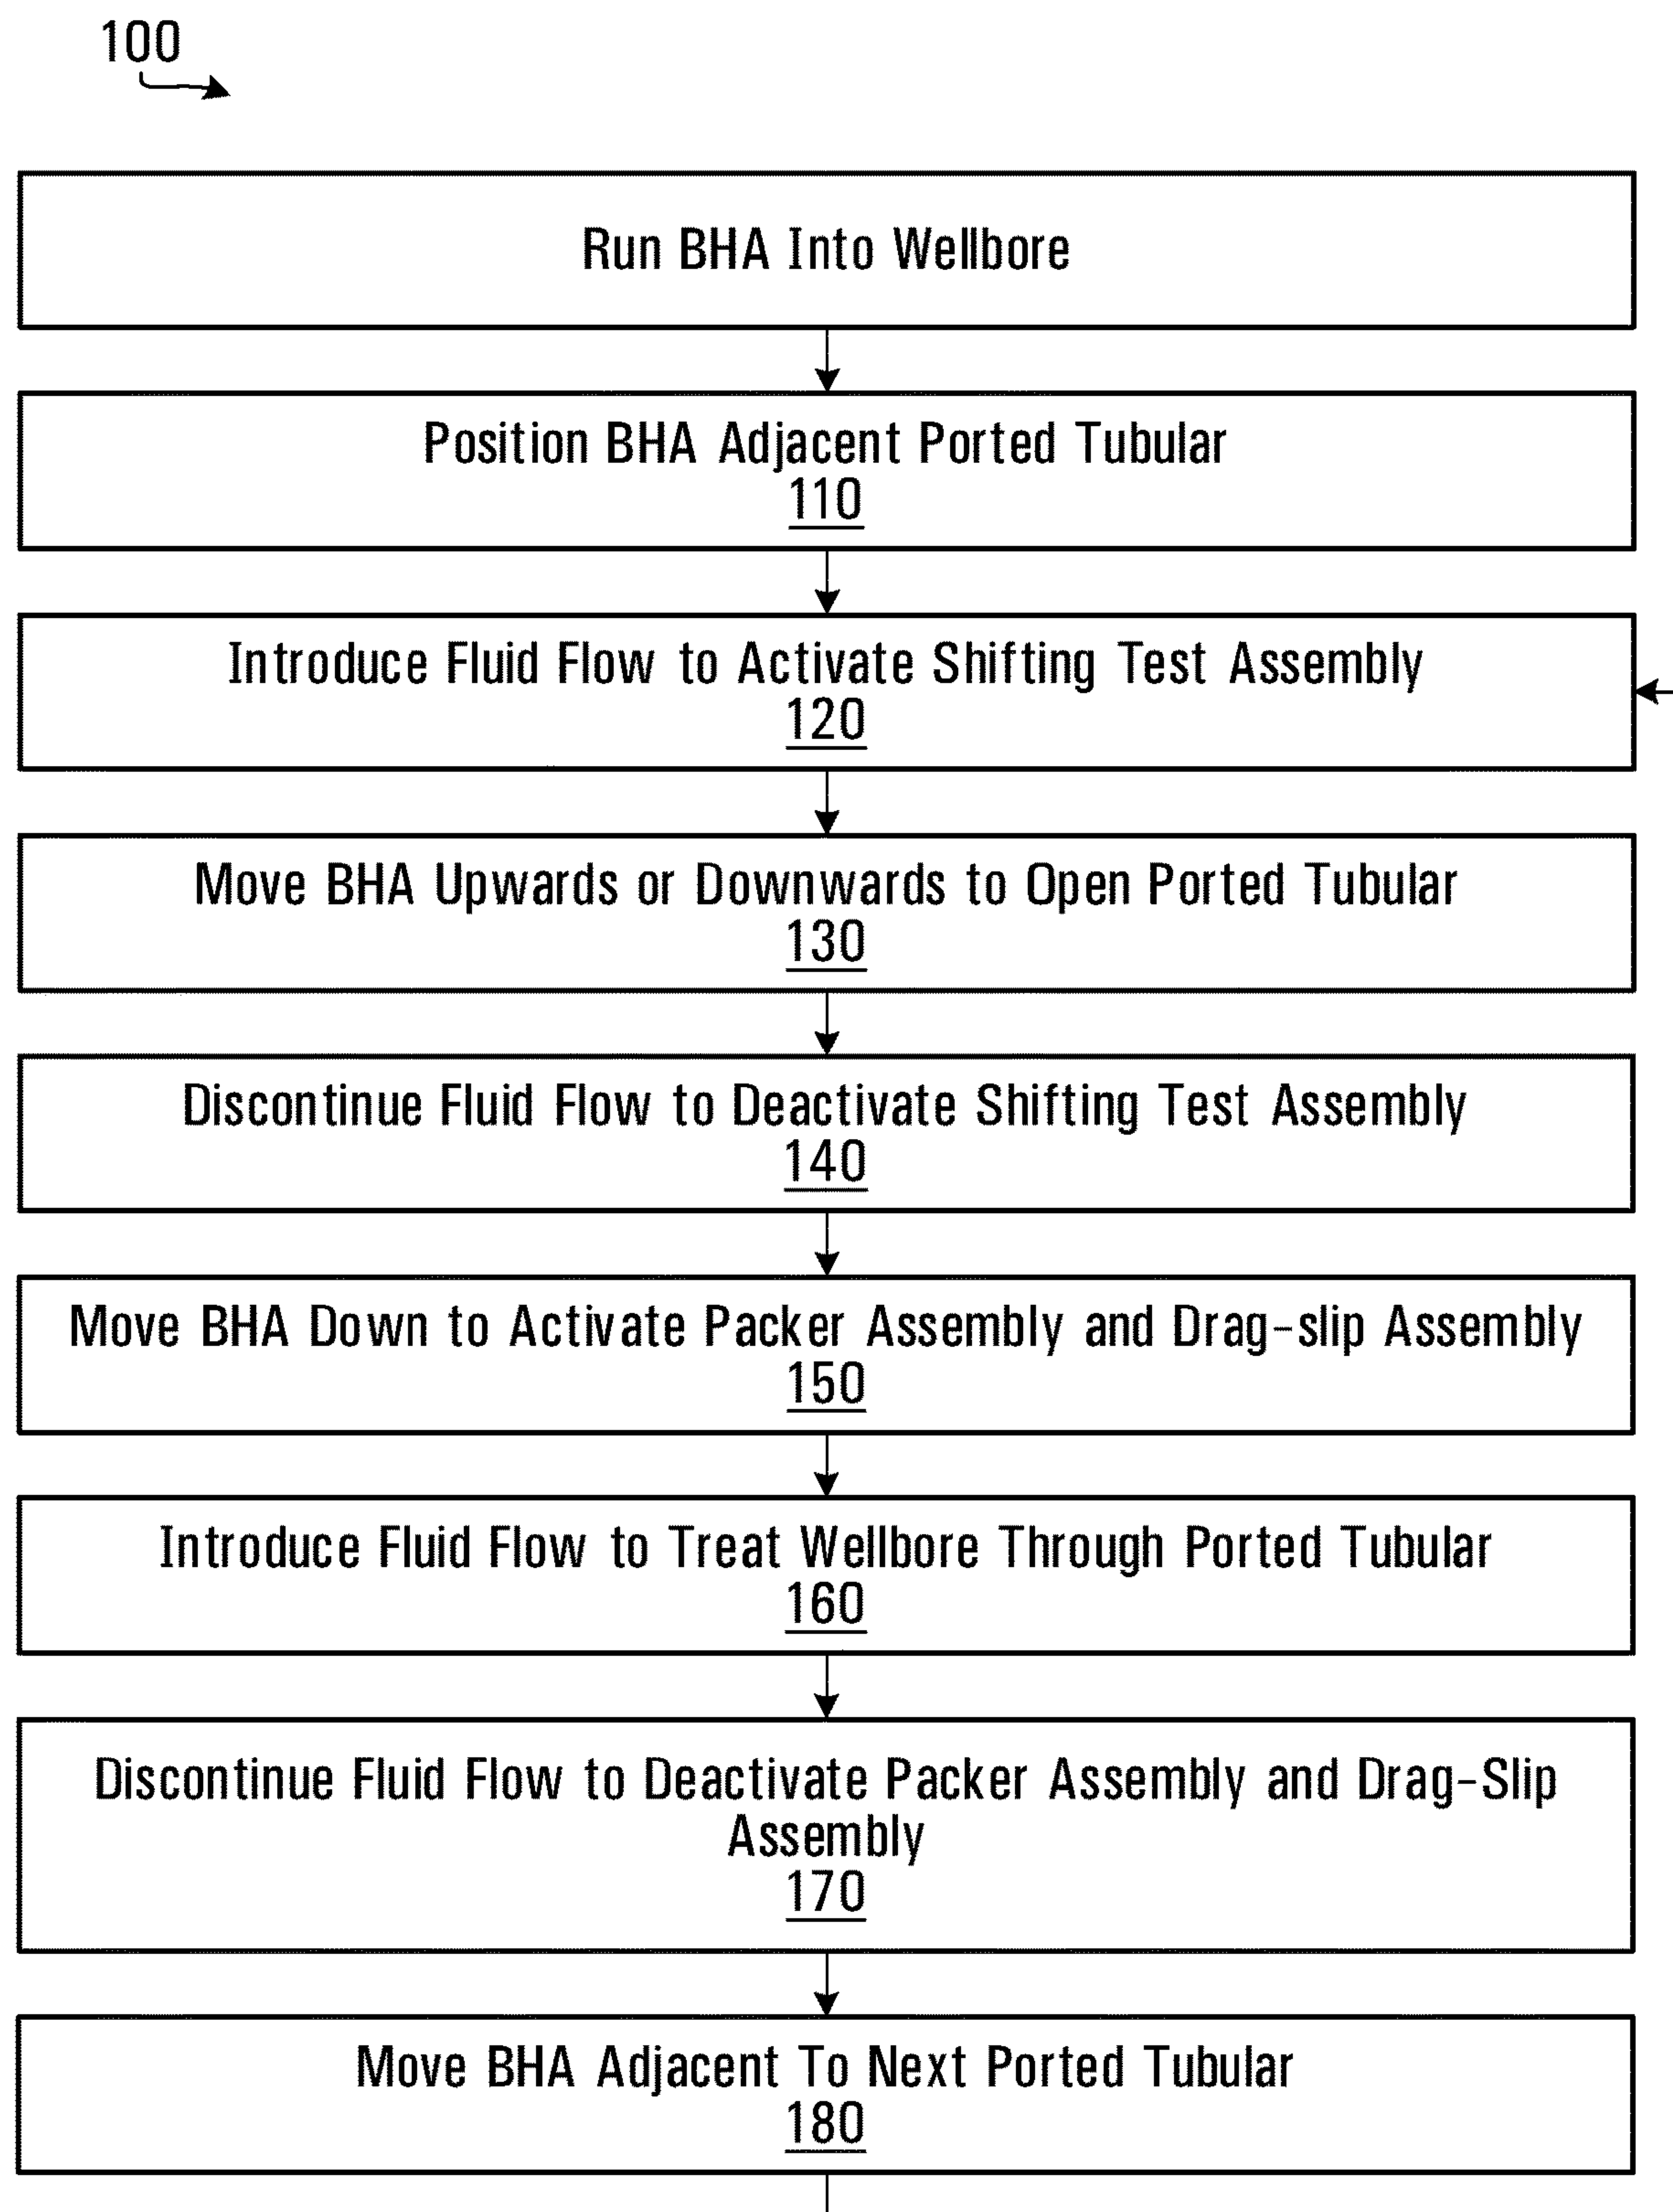 100
Run BHA Into Wellbore
Position BHA Adjacent Ported Tubular
110
Introduce Fluid Flow to Activate Shifting Test Assembly
120
Move BHA Upwards or Downwards to Open Ported Tubular
130
Discontinue Fluid Flow to Deactivate Shifting Test Assembly
140
Move BHA Down to Activate Packer Assembly and Drag-slip Assembly
150
Introduce Fluid Flow to Treat Wellbore Through Ported Tubular
160
Discontinue Fluid Flow to Deactivate Packer Assembly and Drag-Slip
Assembly
170
Move BHA Adjacent To Next Ported Tubular
180